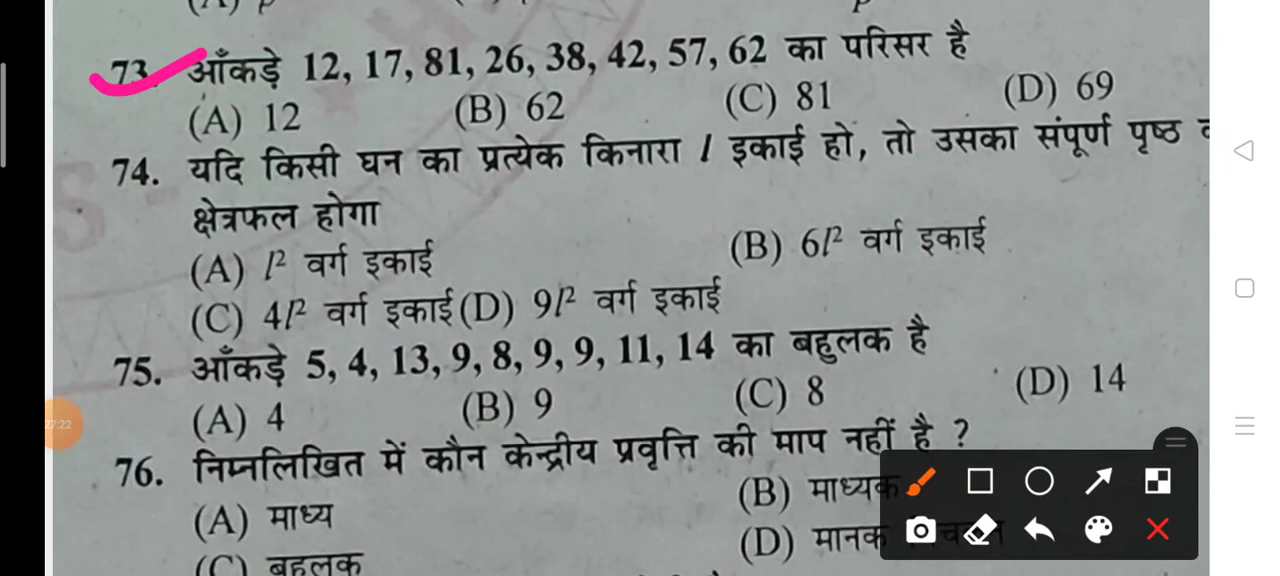 73. आँकड़े 12, 17, 81, 26, 38, 42, 57, 62 का परिसर है
(A) 12 (B) 62 (C) 81 (D) 69
74. यदि किसी घन का प्रत्येक किनारा l इकाई हो, तो उसका संपूर्ण पृष्ठ
क्षेत्रफल होगा
(A) l² वर्ग इकाई (B) 6l² वर्ग इकाई
(C) 4l² वर्ग इकाई (D) 9l² वर्ग इकाई
75. आँकड़े 5, 4, 13, 9, 8, 9, 9, 11, 14 का बहुलक है
(A) 4 (B) 9 (C) 8 (D) 14
76. निम्नलिखित में कौन केन्द्रीय प्रवृत्ति की माप नहीं है ?
(A) माध्य (B) माध्यक
(C) बहुलक (D) मानक